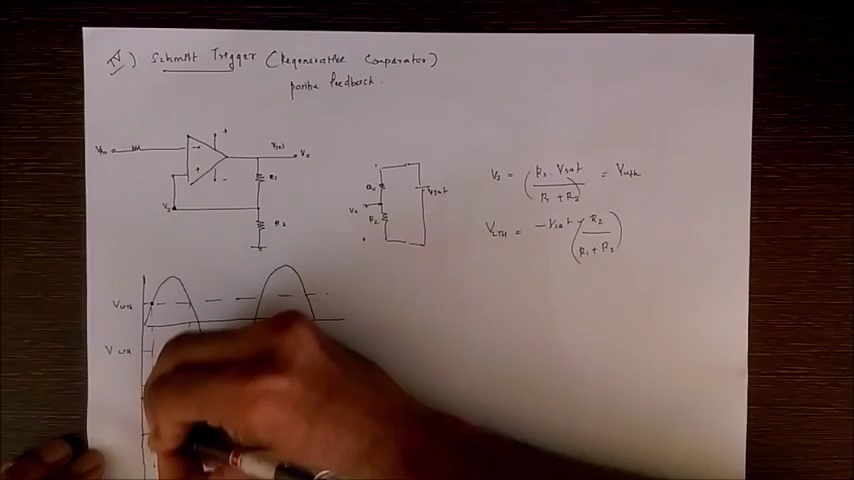 IV) Schmitt Trigger (Regenerative Comparator)
positive feedback.
Vin
-
+
+
-
Vsat
Vo
R1
V2
R2
R1
Vsat
V2
R2
V2 = (R2 . Vsat / R1 + R2) = VUTH
VLTH = -Vsat (R2 / R1 + R2)
VUTH
VLTH